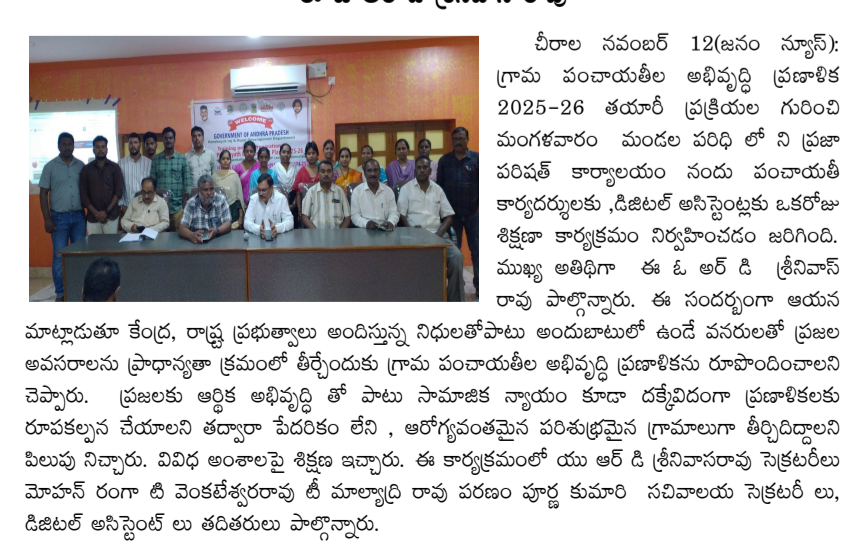 WELCOME
GOVERNMENT OF ANDHRA PRADESH
చీరాల నవంబర్ 12(జనం న్యూస్):
గ్రామ పంచాయతీల అభివృద్ధి ప్రణాళిక
2025-26 తయారీ ప్రక్రియల గురించి
మంగళవారం మండల పరిధి లో ని ప్రజా
పరిషత్ కార్యాలయం నందు పంచాయతీ
కార్యదర్శులకు ,డిజిటల్ అసిస్టెంట్లకు ఒకరోజు
శిక్షణా కార్యక్రమం నిర్వహించడం జరిగింది.
ముఖ్య అతిథిగా ఈ ఓ అర్ డి శ్రీనివాస్
రావు పాల్గొన్నారు. ఈ సందర్భంగా ఆయన
మాట్లాడుతూ కేంద్ర, రాష్ట్ర ప్రభుత్వాలు అందిస్తున్న నిధులతోపాటు అందుబాటులో ఉండే వనరులతో ప్రజల
అవసరాలను ప్రాధాన్యతా క్రమంలో తీర్చేందుకు గ్రామ పంచాయతీల అభివృద్ధి ప్రణాళికను రూపొందించాలని
చెప్పారు. ప్రజలకు ఆర్థిక అభివృద్ధి తో పాటు సామాజిక న్యాయం కూడా దక్కేవిదంగా ప్రణాళికలకు
రూపకల్పన చేయాలని తద్వారా పేదరికం లేని , ఆరోగ్యవంతమైన పరిశుభ్రమైన గ్రామాలుగా తీర్చిదిద్దాలని
పిలుపు నిచ్చారు. వివిధ అంశాలపై శిక్షణ ఇచ్చారు. ఈ కార్యక్రమంలో యు ఆర్ డి శ్రీనివాసరావు సెక్రటరీలు
మోహన్ రంగా టి వెంకటేశ్వరరావు టీ మాల్యాద్రి రావు పరణం పూర్ణ కుమారి సచివాలయ సెక్రటరీ లు,
డిజిటల్ అసిస్టెంట్ లు తదితరులు పాల్గొన్నారు.